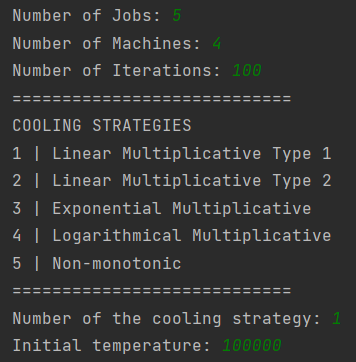 Number of Jobs: 5
Number of Machines: 4
Number of Iterations: 100
============================
COOLING STRATEGIES
1 | Linear Multiplicative Type 1
2 | Linear Multiplicative Type 2
3 | Exponential Multiplicative
4 | Logarithmical Multiplicative
5 | Non-monotonic
============================
Number of the cooling strategy: 1
Initial temperature: 100000